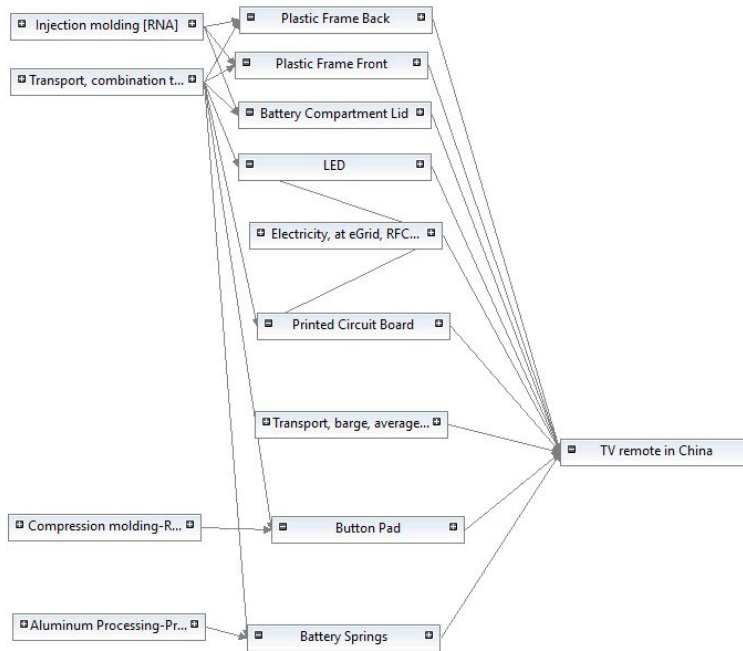 Plastic Frame Back
Injection molding [RNA]
Plastic Frame Front
Transport, combination t...
Battery Compartment Lid
LED
Electricity, at eGrid, RFC...
Printed Circuit Board
Transport, barge, average...
TV remote in China
Compression molding-R...
Button Pad
Aluminum Processing-Pr...
Battery Springs